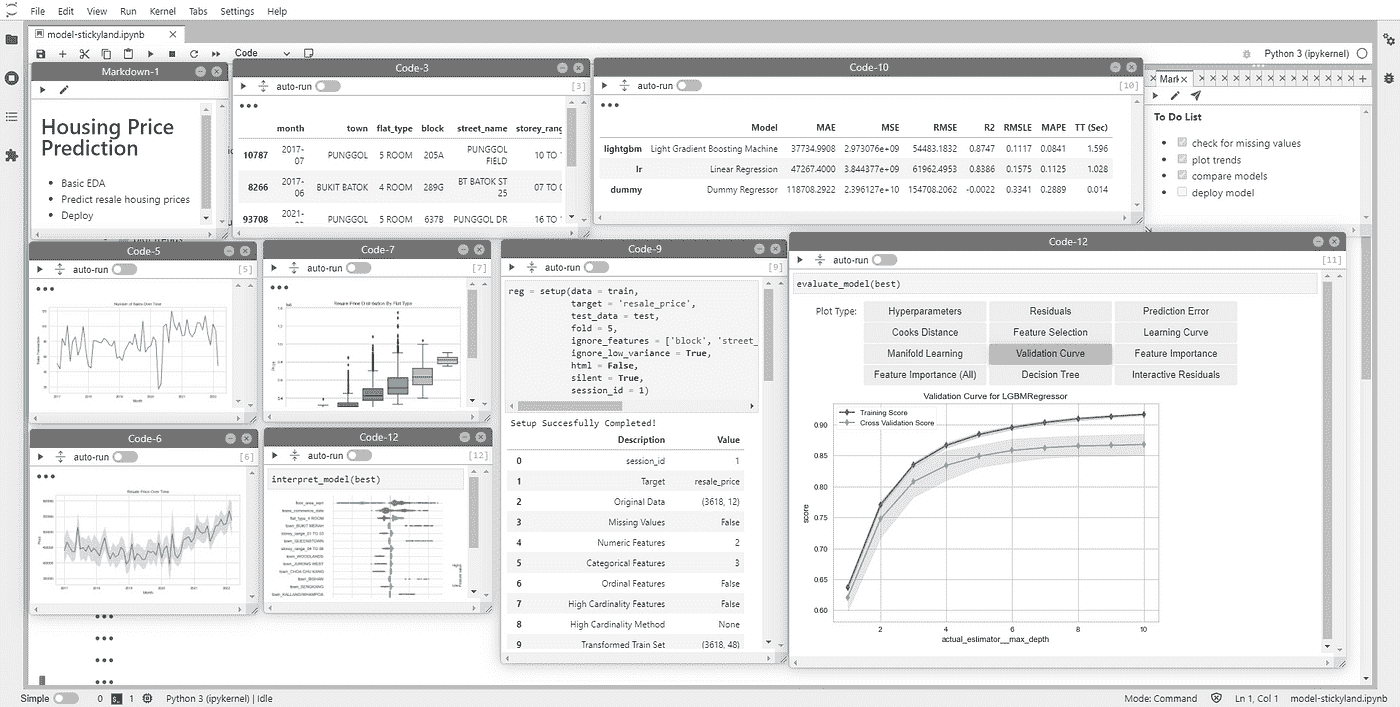 File Edit View Run Kernel Tabs Settings Help
model-stickyland.ipynb
Code
Python 3 (ipykernel)
Markdown-1
Housing Price
Prediction
Basic EDA
Predict resale housing prices
Deploy
Code-3
auto-run [3]
month town flat_type block street_name storey_rang
10787 2017-07 PUNGGOL 5 ROOM 205A PUNGGOL FIELD 10 TO
8266 2017-06 BUKIT BATOK 4 ROOM 289G BT BATOK ST 25 07 TO
93708 2021- PUNGGOL 5 ROOM 637B PUNGGOL DR 16 TO
Code-10
auto-run [10]
Model MAE MSE RMSE R2 RMSLE MAPE TT (Sec)
lightgbm Light Gradient Boosting Machine 37734.9908 2.973076e+09 54483.1832 0.8747 0.1117 0.0841 1.596
lr Linear Regression 47267.4000 3.844377e+09 61962.4953 0.8386 0.1575 0.1125 1.028
dummy Dummy Regressor 118708.2922 2.396127e+10 154708.2062 -0.0022 0.3341 0.2889 0.014
Mark
To Do List
check for missing values
plot trends
compare models
deploy model
Code-5
auto-run [5]
Number of Sales Over Time
Month
Code-7
auto-run [7]
Resale Price Distribution By Flat Type
Code-9
auto-run [9]
reg = setup(data = train,
target = 'resale_price',
test_data = test,
fold = 5,
ignore_features = ['block', 'street_
ignore_low_variance = True,
html = False,
silent = True,
session_id = 1)
Setup Succesfully Completed!
Description Value
0 session_id 1
1 Target resale_price
2 Original Data (3618, 12)
3 Missing Values False
4 Numeric Features 2
5 Categorical Features 3
6 Ordinal Features False
7 High Cardinality Features False
8 High Cardinality Method None
9 Transformed Train Set (3618, 48)
Code-12
auto-run [11]
evaluate_model(best)
Plot Type:
Hyperparameters Residuals Prediction Error
Cooks Distance Feature Selection Learning Curve
Manifold Learning Validation Curve Feature Importance
Feature Importance (All) Decision Tree Interactive Residuals
Validation Curve for LGBMRegressor
Training Score
Cross Validation Score
0.90
0.85
0.80
0.75
0.70
0.65
0.60
score
2 4 6 8 10
actual_estimator__max_depth
Code-6
auto-run [6]
Resale Price Over Time
Month
Code-12
auto-run [12]
interpret_model(best)
Simple 0 1 Python 3 (ipykernel) | Idle
Mode: Command Ln 1, Col 1 model-stickyland.ipynb